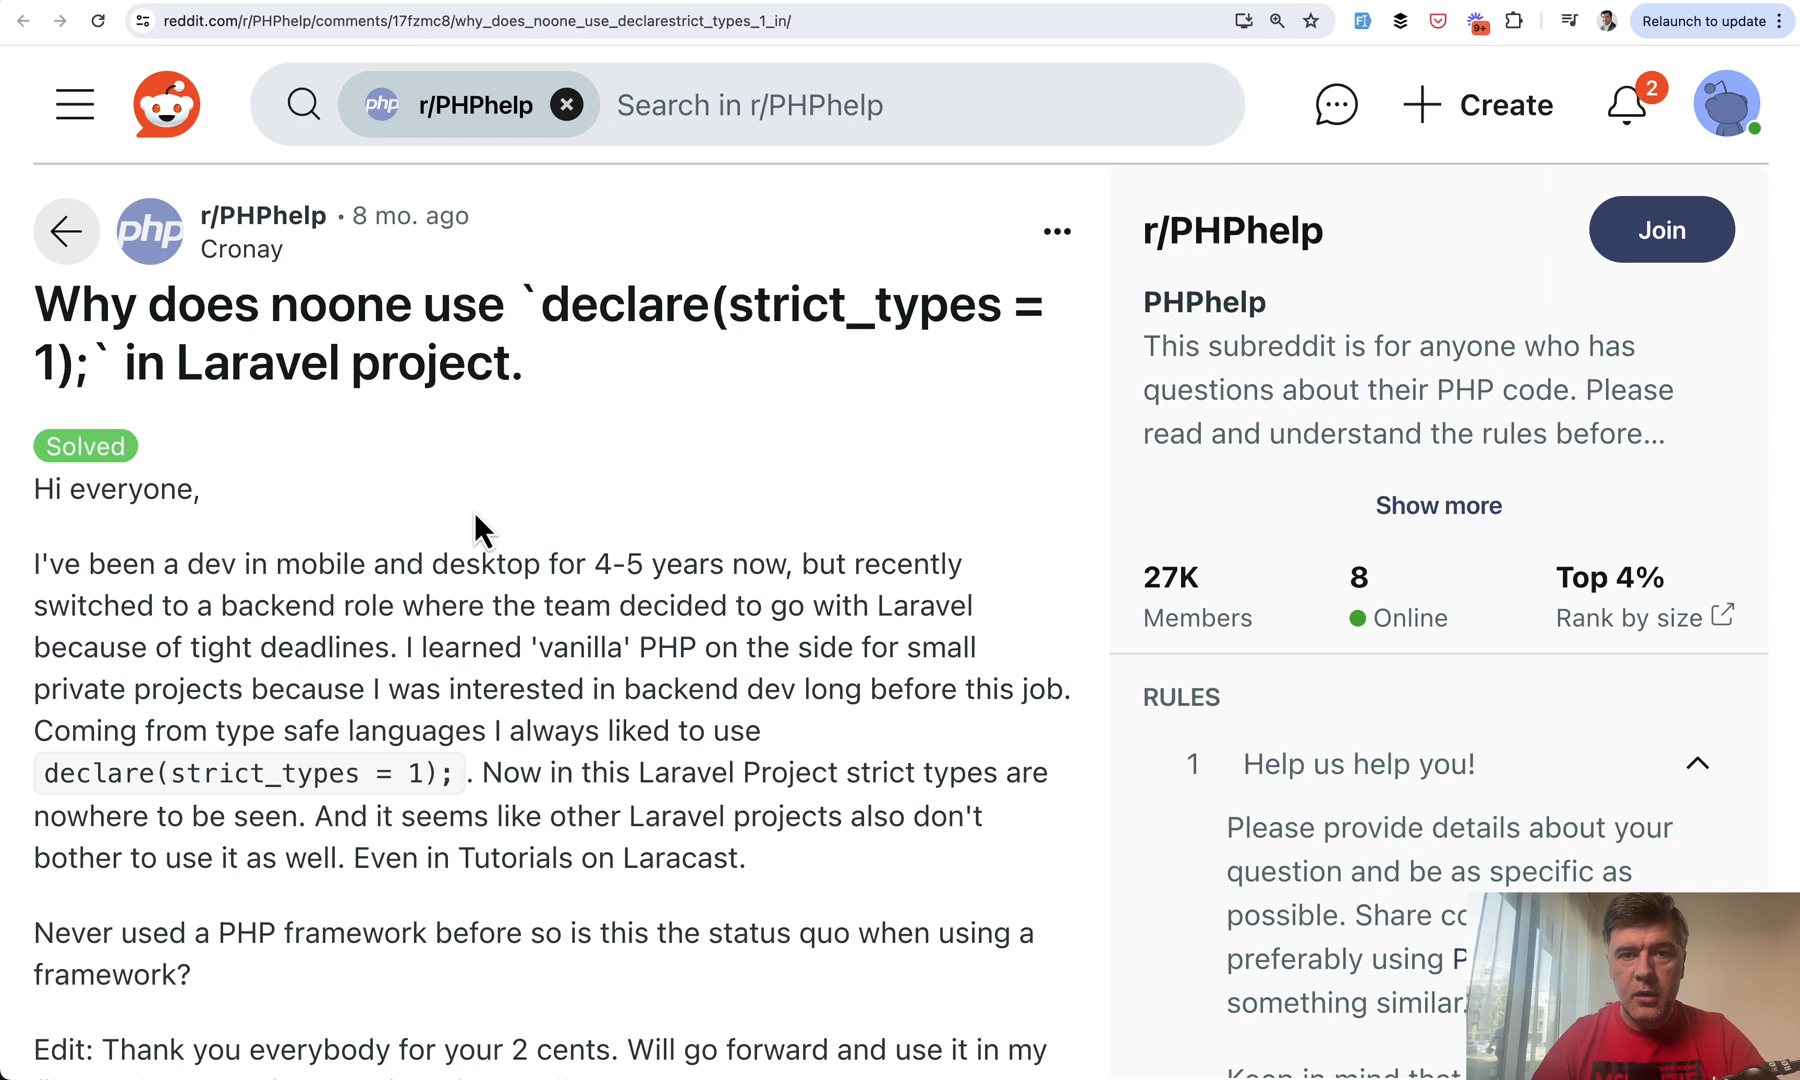 reddit.com/r/PHPhelp/comments/17fzmc8/why_does_noone_use_declarestrict_types_1_in/
9+
Relaunch to update
php r/PHPhelp
Search in r/PHPhelp
Create
2
php
r/PHPhelp • 8 mo. ago
Cronay
Why does noone use `declare(strict_types =
1);` in Laravel project.
Solved
Hi everyone,
I've been a dev in mobile and desktop for 4-5 years now, but recently
switched to a backend role where the team decided to go with Laravel
because of tight deadlines. I learned 'vanilla' PHP on the side for small
private projects because I was interested in backend dev long before this job.
Coming from type safe languages I always liked to use
declare(strict_types = 1); . Now in this Laravel Project strict types are
nowhere to be seen. And it seems like other Laravel projects also don't
bother to use it as well. Even in Tutorials on Laracast.
Never used a PHP framework before so is this the status quo when using a
framework?
Edit: Thank you everybody for your 2 cents. Will go forward and use it in my
r/PHPhelp
Join
PHPhelp
This subreddit is for anyone who has
questions about their PHP code. Please
read and understand the rules before...
Show more
27K
Members
8
Online
Top 4%
Rank by size
RULES
1 Help us help you!
Please provide details about your
question and be as specific as
possible. Share
preferably using
something similar.
Keep in mind that